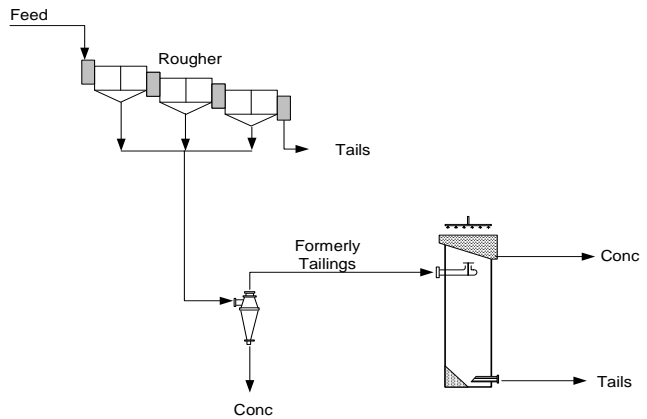 Feed
Rougher
Tails
Formerly
Tailings
Conc
Tails
Conc